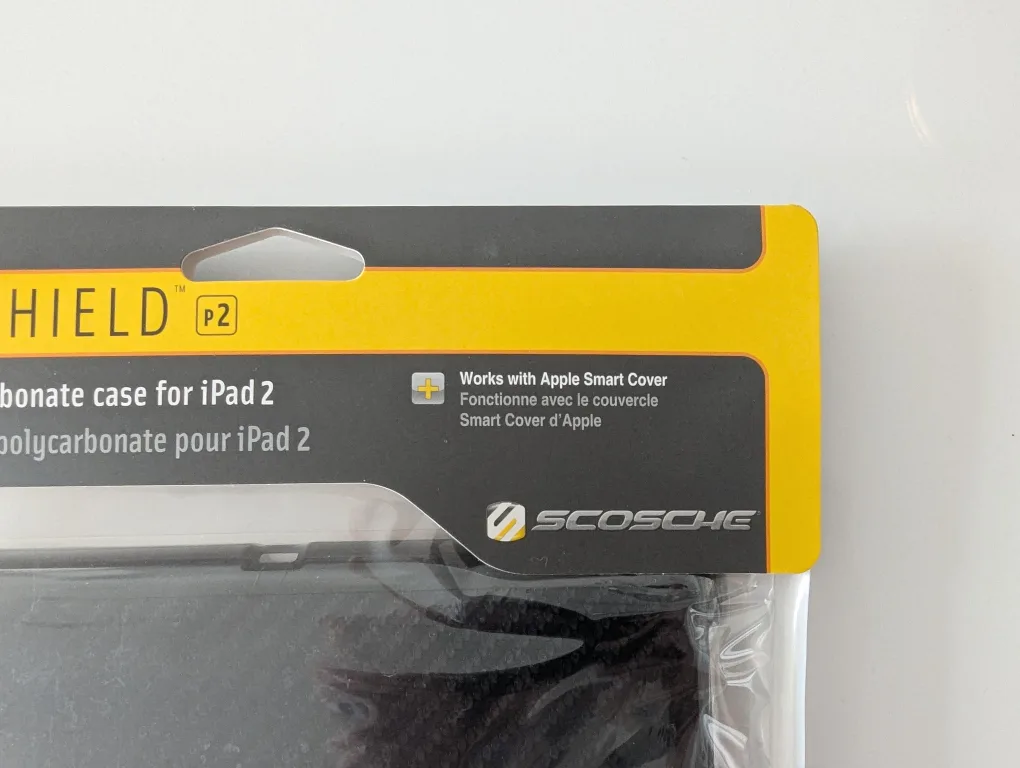 HIELD™ P2
bonate case for iPad 2
polycarbonate pour iPad 2
Works with Apple Smart Cover
Fonctionne avec le couvercle
Smart Cover d'Apple
SCOSCHE